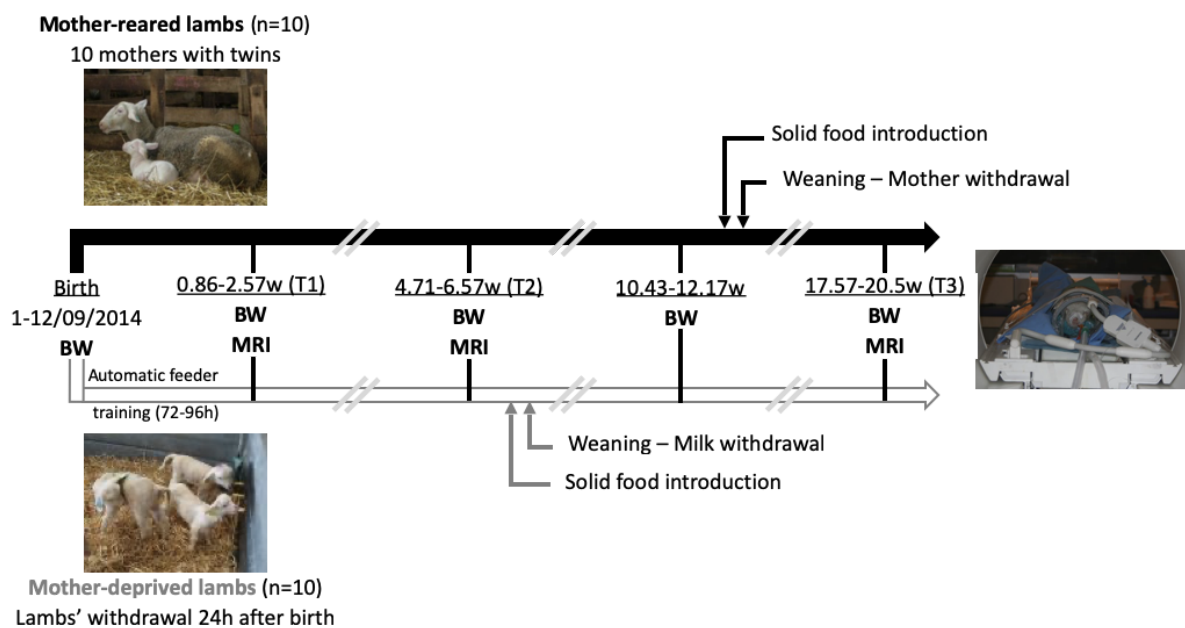 Mother-reared lambs (n=10)
10 mothers with twins
Solid food introduction
Weaning – Mother withdrawal
Birth
1-12/09/2014
BW
0.86-2.57w (T1)
BW
MRI
4.71-6.57w (T2)
BW
MRI
10.43-12.17w
BW
17.57-20.5w (T3)
BW
MRI
Automatic feeder
training (72-96h)
Weaning – Milk withdrawal
Solid food introduction
Mother-deprived lambs (n=10)
Lambs’ withdrawal 24h after birth